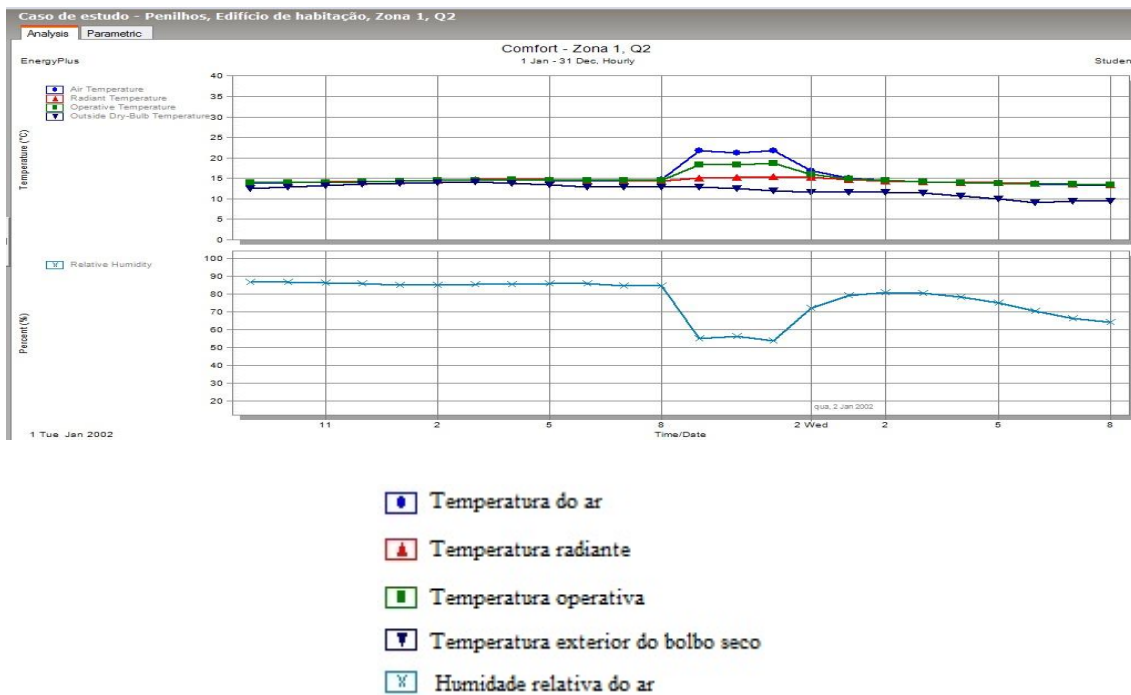 Caso de estudo - Penilhos, Edifício de habitação, Zona 1, Q2
Analysis Parametric
Comfort - Zona 1, Q2
EnergyPlus 1 Jan - 31 Dec, Hourly Studen
Air Temperature
Radiant Temperature
Operative Temperature
Outside Dry-Bulb Temperature
Temperature (°C)
40
35
30
25
20
15
10
5
0
Relative Humidity
Percent (%)
100
90
80
70
60
50
40
30
20
qua, 2 Jan 2002
11 2 5 8 2 Wed 2 5 8
1 Tue Jan 2002 Time/Date
Temperatura do ar
Temperatura radiante
Temperatura operativa
Temperatura exterior do bolbo seco
Humidade relativa do ar